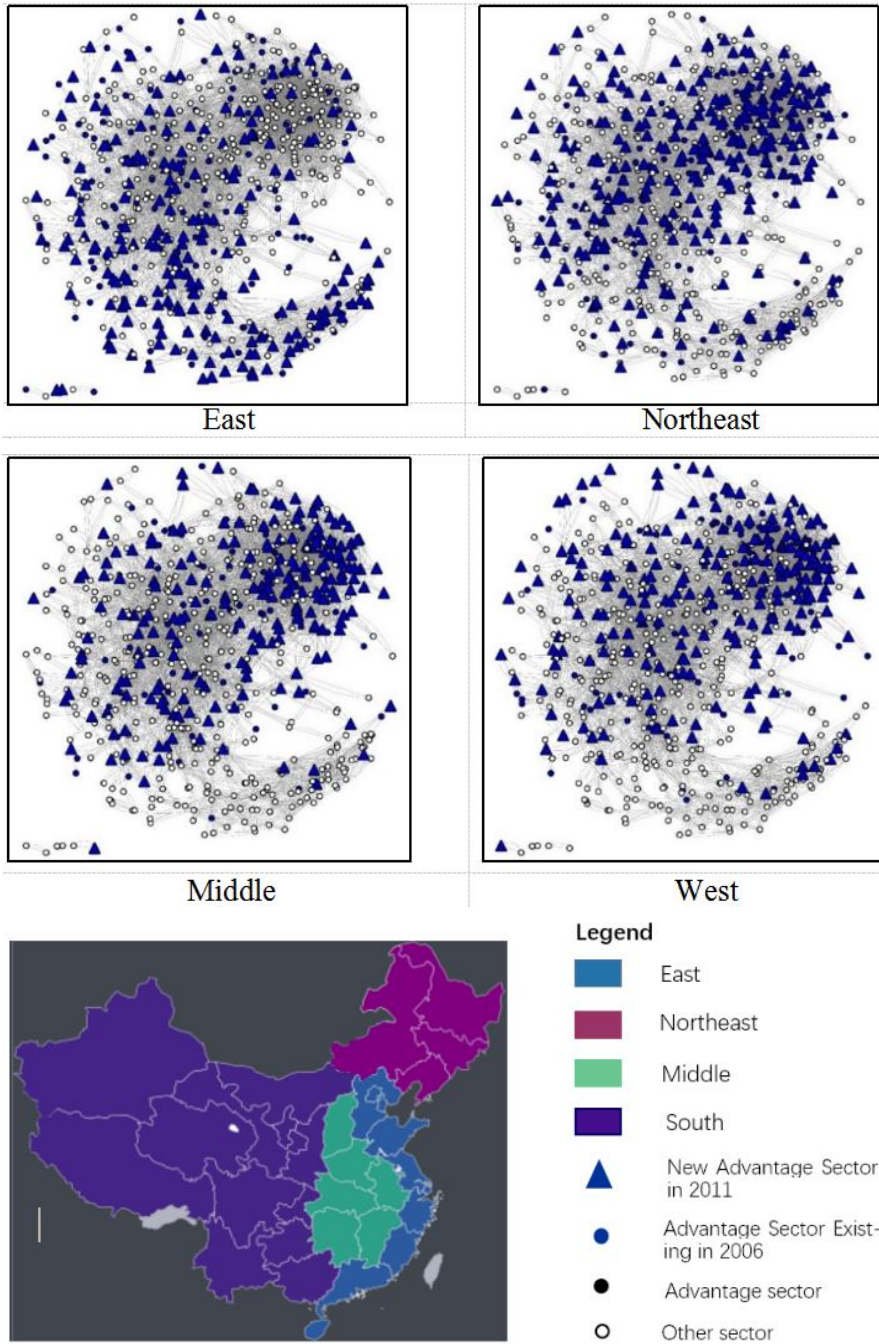 East
Northeast
Middle
West
Legend
East
Northeast
Middle
South
New Advantage Sector
in 2011
Advantage Sector Exist-
ing in 2006
Advantage sector
Other sector